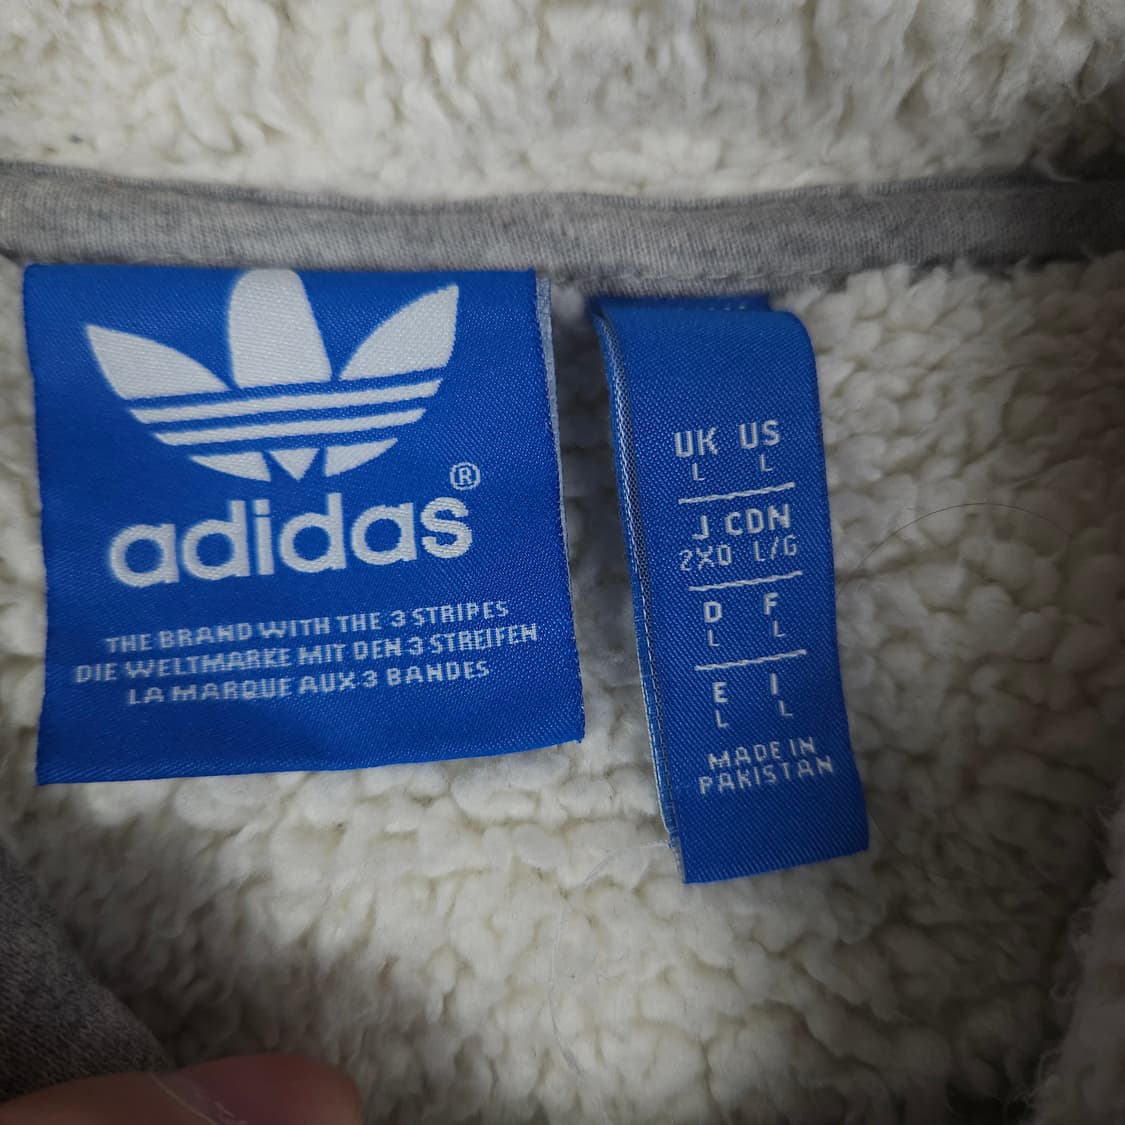 adidas®
THE BRAND WITH THE 3 STRIPES
DIE WELTMARKE MIT DEN 3 STREIFEN
LA MARQUE AUX 3 BANDES
UK US
L L
J CDN
2XO L/G
D F
L L
E I
L L
MADE IN
PAKISTAN